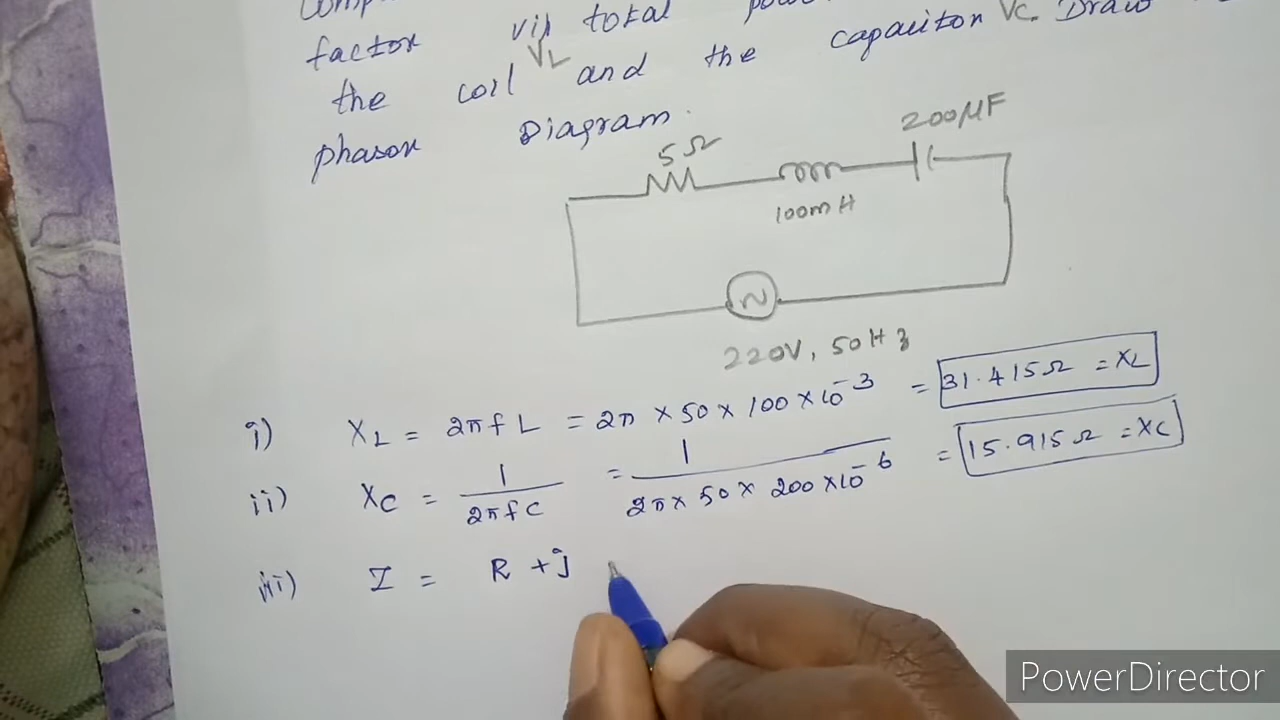 factor vii) total
the coil VL and the capacitor VC. Draw
phasor Diagram.
5Ω
200μF
100mH
220V, 50Hz
i) XL = 2πfL = 2π × 50 × 100 × 10⁻³ = 31.415Ω = XL
ii) XC = 1/2πfC = 1/2π × 50 × 200 × 10⁻⁶ = 15.915Ω = XC
iii) Z = R + j
PowerDirector